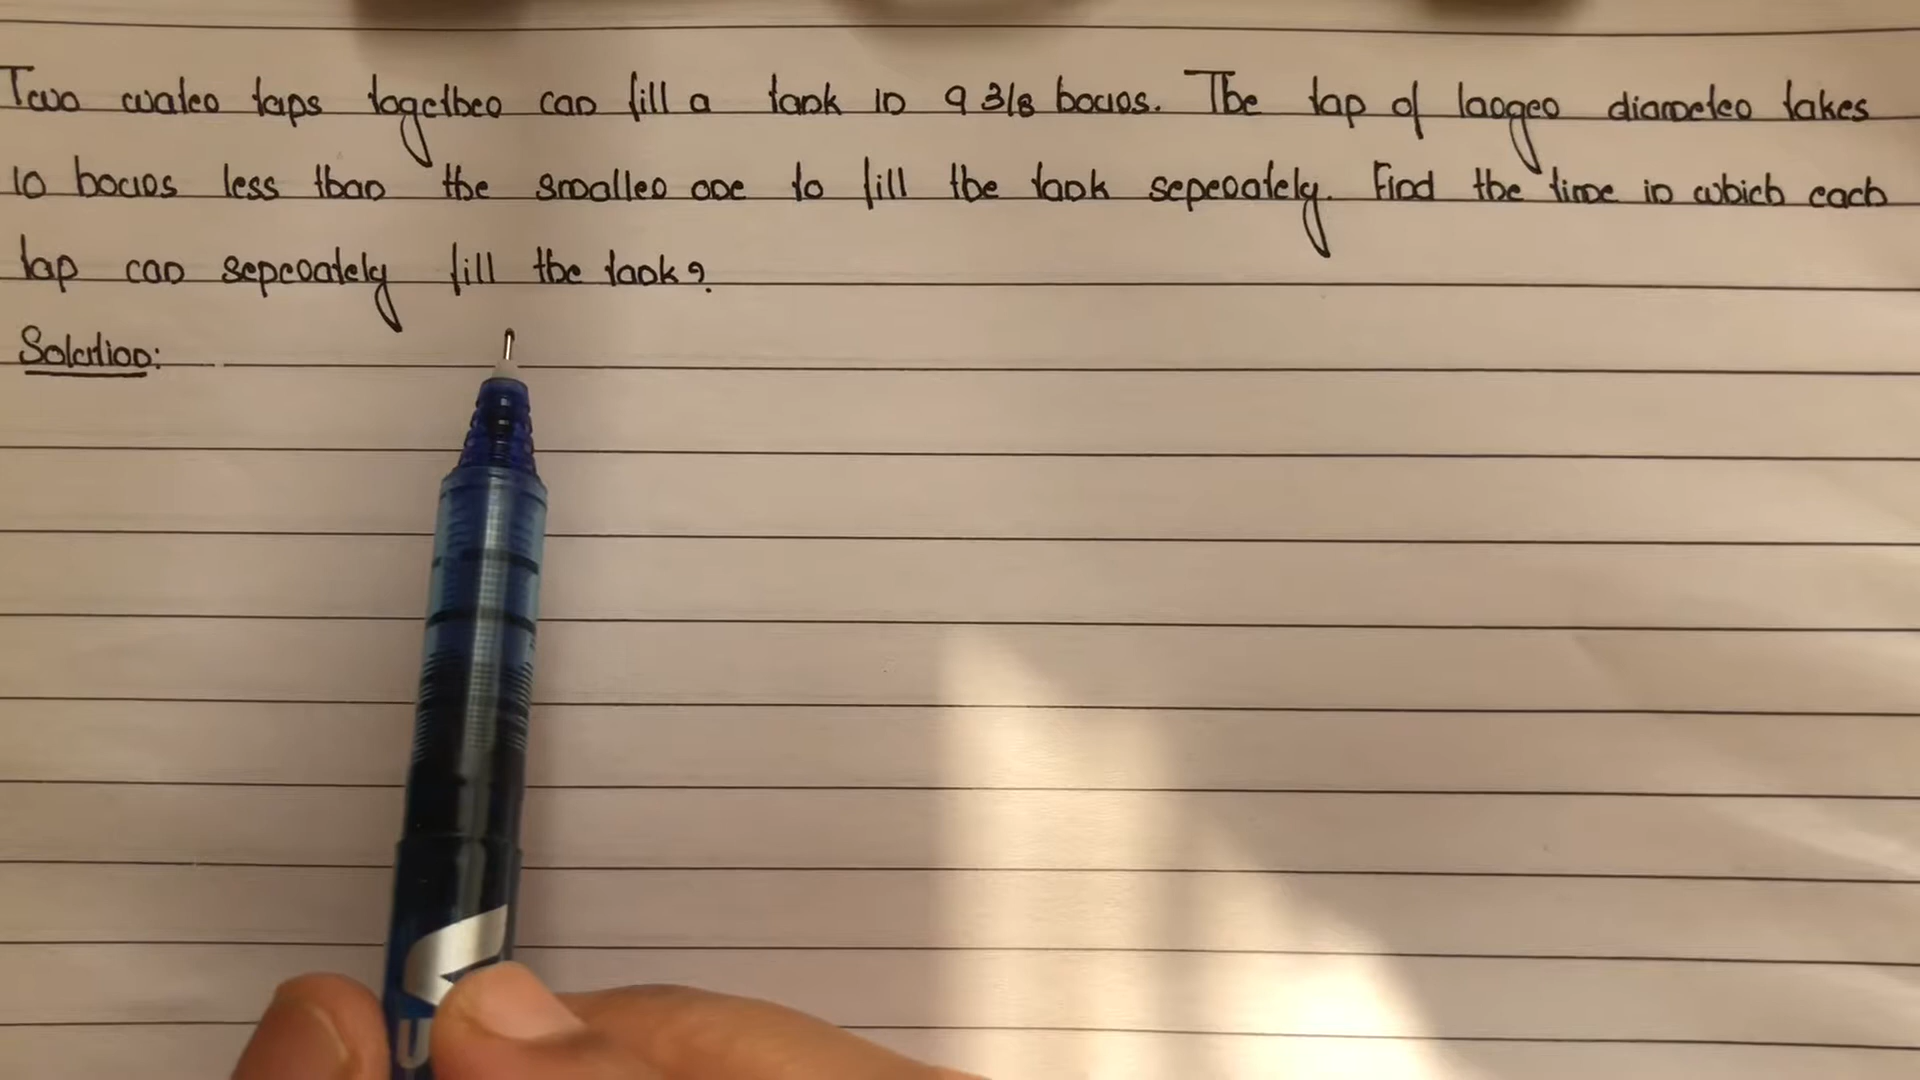 Two water taps together can fill a tank in 9 3/8 hours. The tap of larger diameter takes
10 hours less than the smaller one to fill the tank seperately. Find the time in which each
tap can seperately fill the tank?
Solution:
U